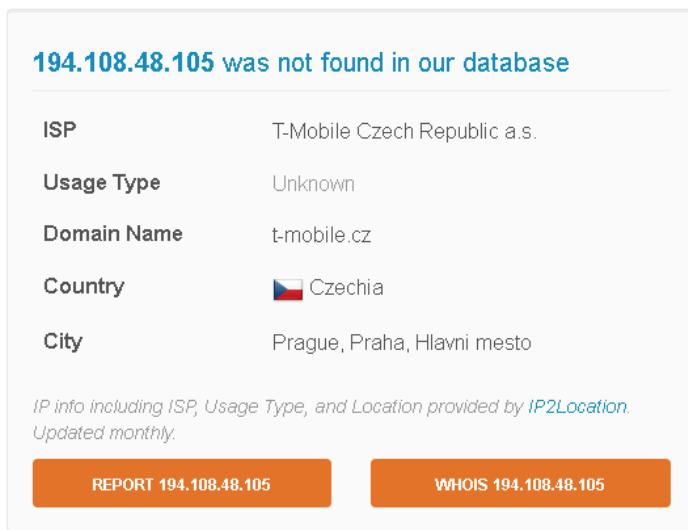 194.108.48.105 was not found in our database
ISP T-Mobile Czech Republic a.s.
Usage Type Unknown
Domain Name t-mobile.cz
Country Czechia
City Prague, Praha, Hlavni mesto
IP info including ISP, Usage Type, and Location provided by IP2Location.
Updated monthly.
REPORT 194.108.48.105 WHOIS 194.108.48.105